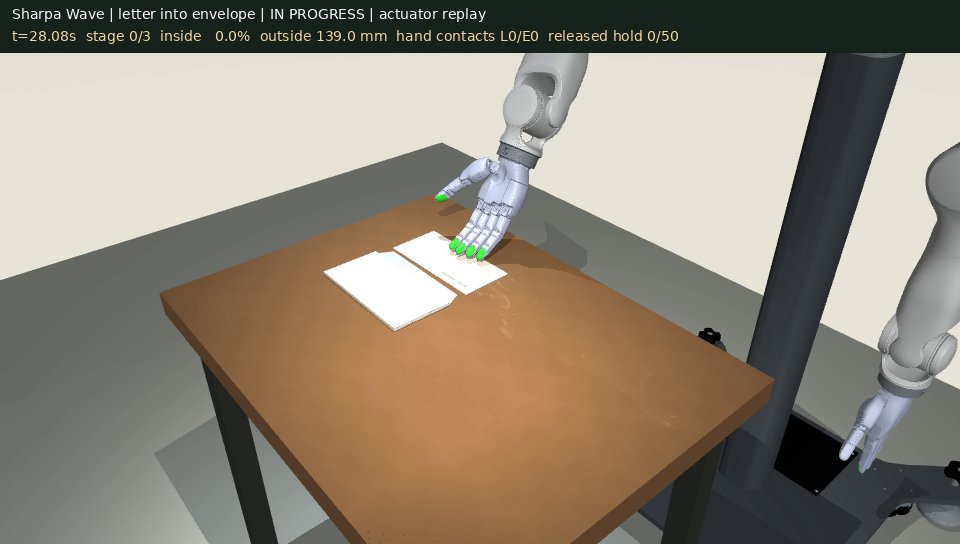 Sharpa Wave | letter into envelope | IN PROGRESS | actuator replay
t=28.08s  stage 0/3  inside   0.0%  outside 139.0 mm  hand contacts L0/E0  released hold 0/50